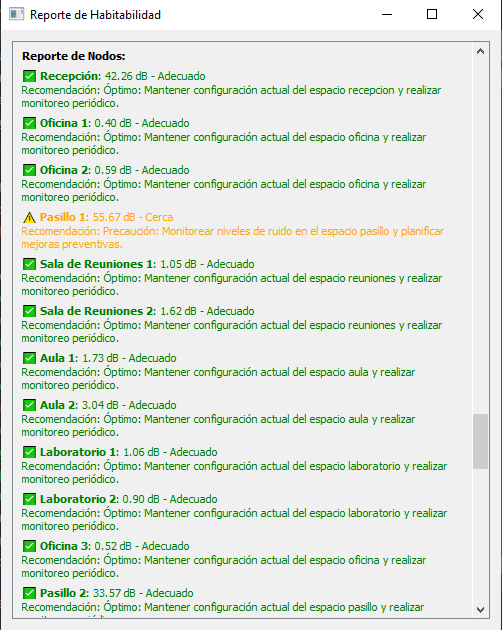 Reporte de Habitabilidad
Reporte de Nodos:
Recepción: 42.26 dB - Adecuado
Recomendación: Óptimo: Mantener configuración actual del espacio recepcion y realizar
monitoreo periódico.
Oficina 1: 0.40 dB - Adecuado
Recomendación: Óptimo: Mantener configuración actual del espacio oficina y realizar
monitoreo periódico.
Oficina 2: 0.59 dB - Adecuado
Recomendación: Óptimo: Mantener configuración actual del espacio oficina y realizar
monitoreo periódico.
Pasillo 1: 55.67 dB - Cerca
Recomendación: Precaución: Monitorear niveles de ruido en el espacio pasillo y planificar
mejoras preventivas.
Sala de Reuniones 1: 1.05 dB - Adecuado
Recomendación: Óptimo: Mantener configuración actual del espacio reuniones y realizar
monitoreo periódico.
Sala de Reuniones 2: 1.62 dB - Adecuado
Recomendación: Óptimo: Mantener configuración actual del espacio reuniones y realizar
monitoreo periódico.
Aula 1: 1.73 dB - Adecuado
Recomendación: Óptimo: Mantener configuración actual del espacio aula y realizar
monitoreo periódico.
Aula 2: 3.04 dB - Adecuado
Recomendación: Óptimo: Mantener configuración actual del espacio aula y realizar
monitoreo periódico.
Laboratorio 1: 1.06 dB - Adecuado
Recomendación: Óptimo: Mantener configuración actual del espacio laboratorio y realizar
monitoreo periódico.
Laboratorio 2: 0.90 dB - Adecuado
Recomendación: Óptimo: Mantener configuración actual del espacio laboratorio y realizar
monitoreo periódico.
Oficina 3: 0.52 dB - Adecuado
Recomendación: Óptimo: Mantener configuración actual del espacio oficina y realizar
monitoreo periódico.
Pasillo 2: 33.57 dB - Adecuado
Recomendación: Óptimo: Mantener configuración actual del espacio pasillo y realizar